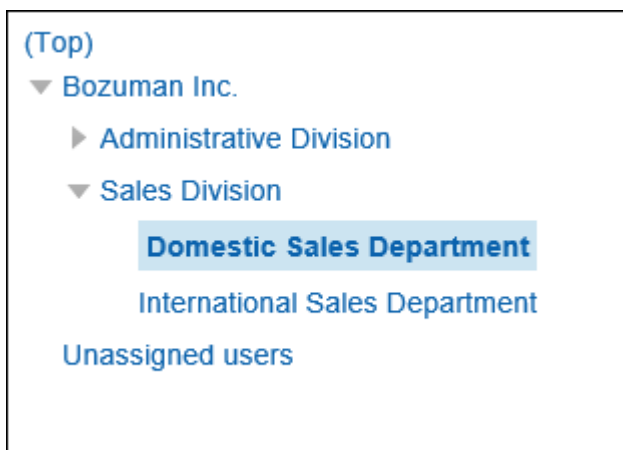 (Top)
Bozuman Inc.
Administrative Division
Sales Division
Domestic Sales Department
International Sales Department
Unassigned users